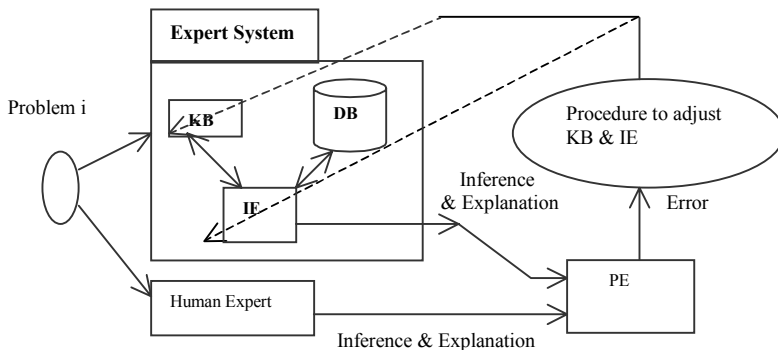 Expert System
Problem i
KB
DB
Procedure to adjust
KB & IE
IE
Inference
& Explanation
Error
Human Expert
PE
Inference & Explanation